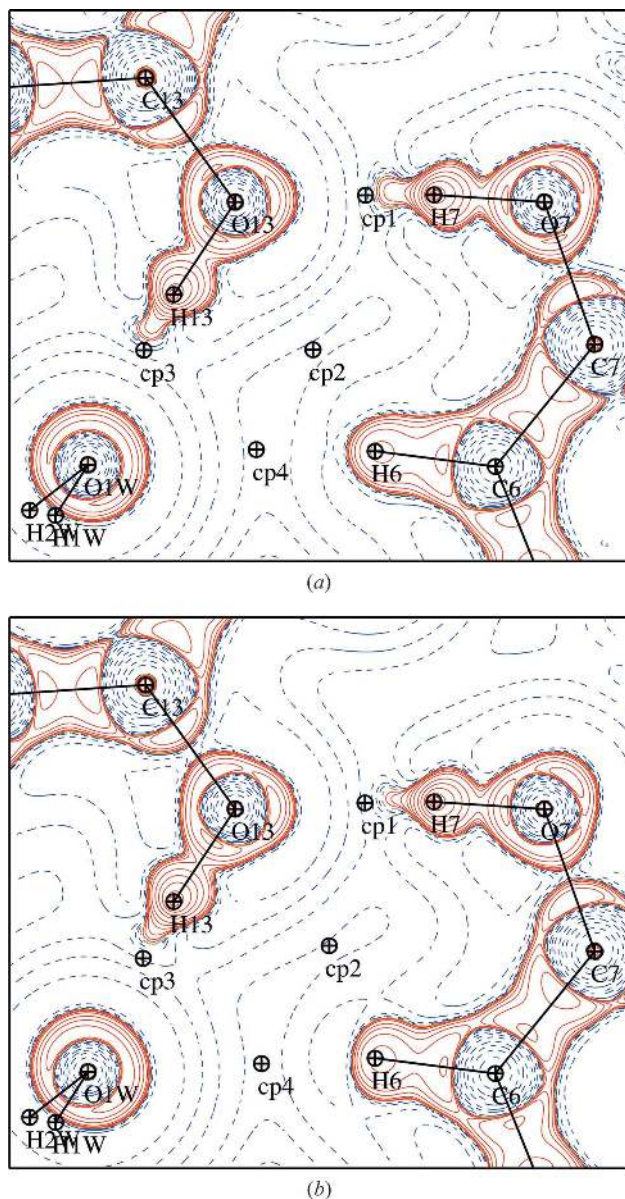 C13
O13
cp1
H7
O7
H13
cp3
cp2
C7
cp4
H6
O1W
C6
H2W
H1W
(a)
C13
O13
cp1
H7
O7
H13
cp3
cp2
C7
cp4
H6
O1W
C6
H2W
H1W
(b)